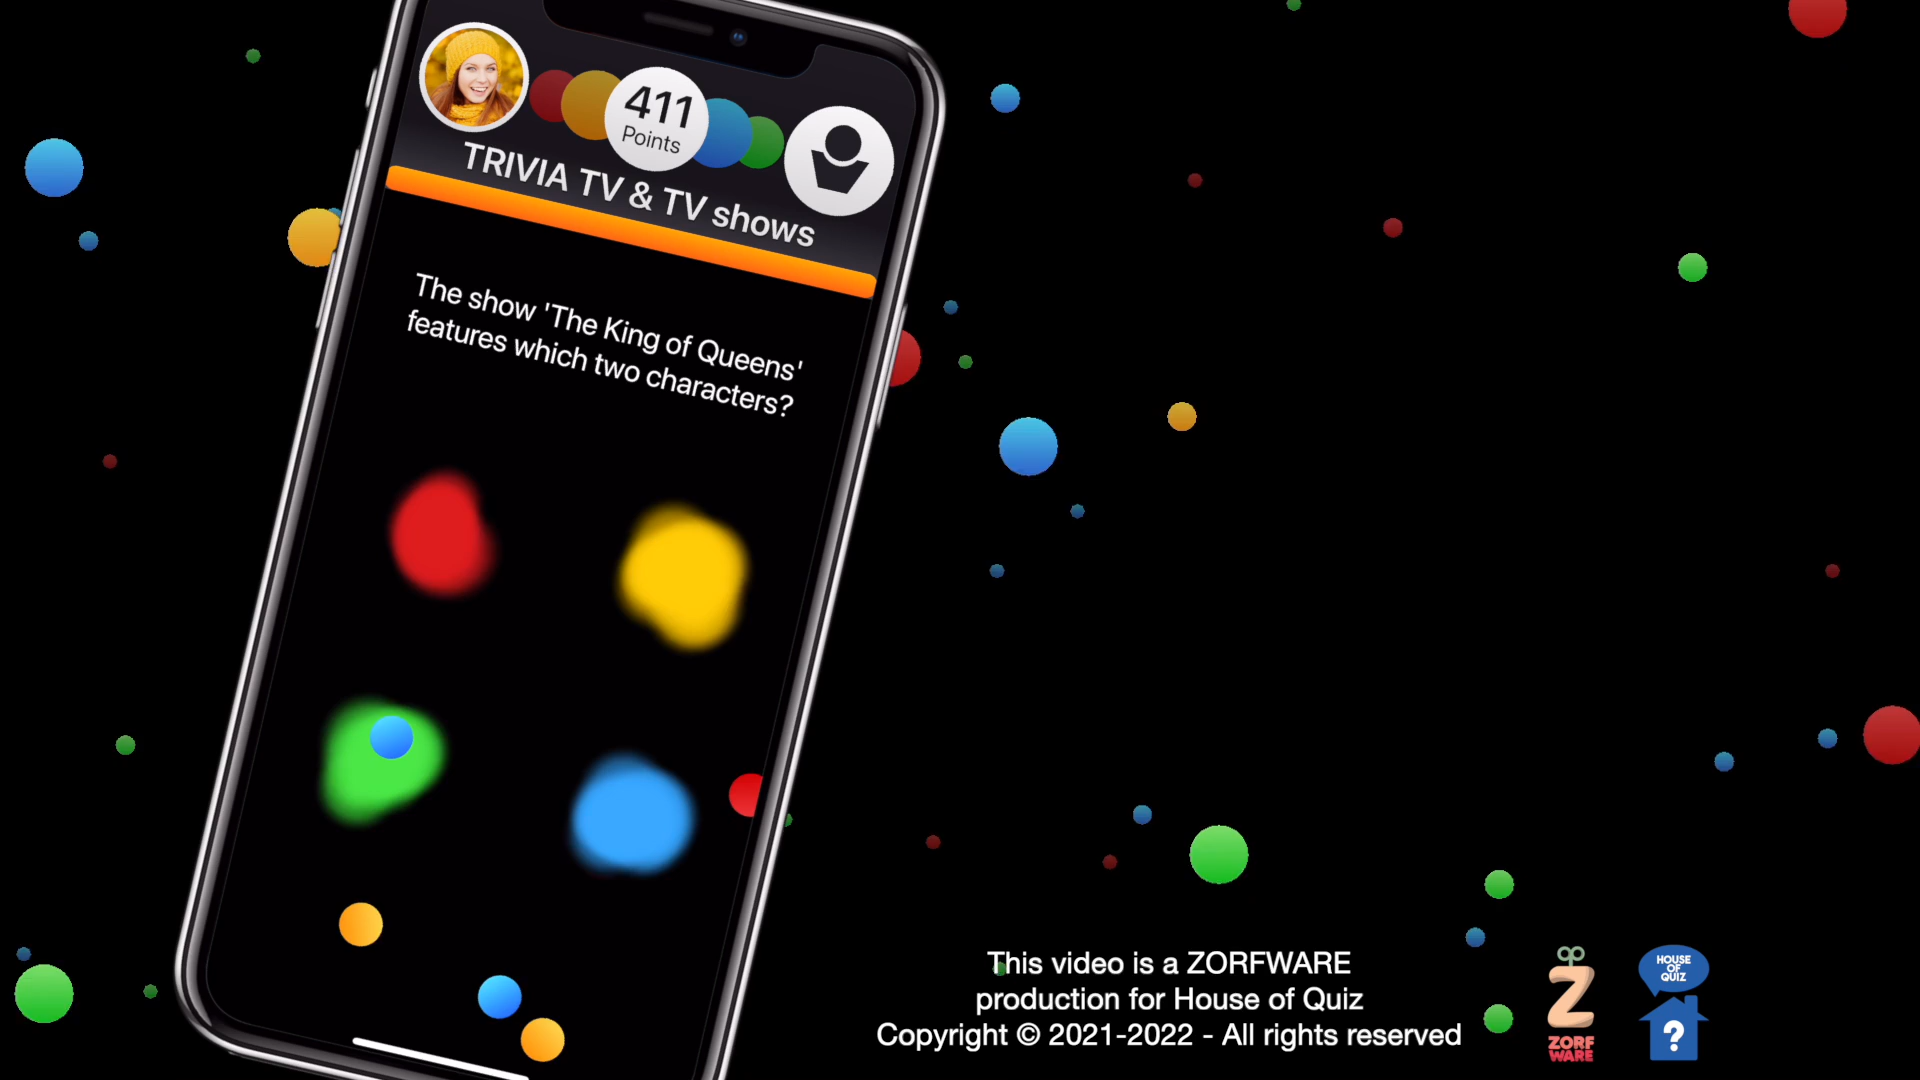 411
Points
TRIVIA TV & TV shows
The show 'The King of Queens'
features which two characters?
This video is a ZORFWARE
production for House of Quiz
Copyright © 2021-2022 - All rights reserved
Z
ZORF
WARE
HOUSE
OF
QUIZ
?